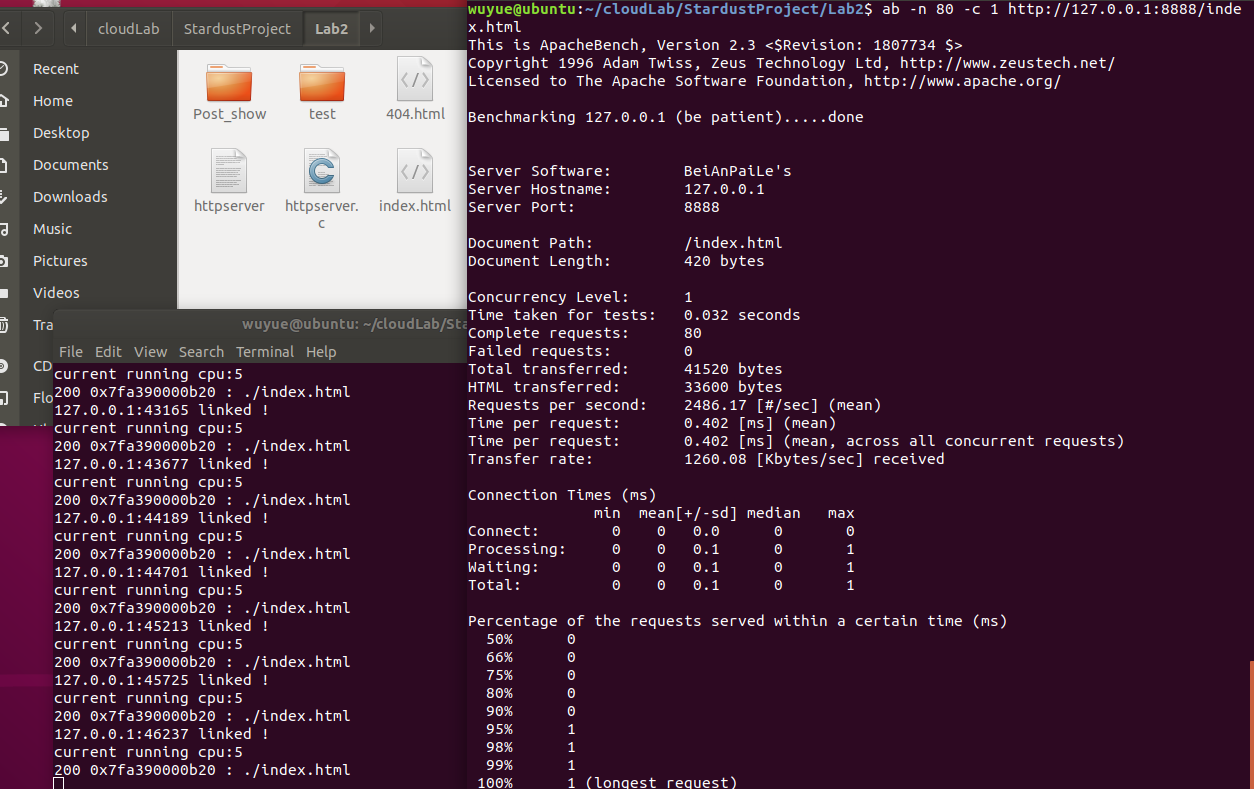 cloudLab StardustProject Lab2
Recent
Home
Desktop
Documents
Downloads
Music
Pictures
Videos
Tra
CD
Flo
Post_show test 404.html
httpserver httpserver.c index.html
wuyue@ubuntu: ~/cloudLab/Sta
File Edit View Search Terminal Help
current running cpu:5
200 0x7fa390000b20 : ./index.html
127.0.0.1:43165 linked !
current running cpu:5
200 0x7fa390000b20 : ./index.html
127.0.0.1:43677 linked !
current running cpu:5
200 0x7fa390000b20 : ./index.html
127.0.0.1:44189 linked !
current running cpu:5
200 0x7fa390000b20 : ./index.html
127.0.0.1:44701 linked !
current running cpu:5
200 0x7fa390000b20 : ./index.html
127.0.0.1:45213 linked !
current running cpu:5
200 0x7fa390000b20 : ./index.html
127.0.0.1:45725 linked !
current running cpu:5
200 0x7fa390000b20 : ./index.html
127.0.0.1:46237 linked !
current running cpu:5
200 0x7fa390000b20 : ./index.html
wuyue@ubuntu:~/cloudLab/StardustProject/Lab2$ ab -n 80 -c 1 http://127.0.0.1:8888/inde
x.html
This is ApacheBench, Version 2.3 <$Revision: 1807734 $>
Copyright 1996 Adam Twiss, Zeus Technology Ltd, http://www.zeustech.net/
Licensed to The Apache Software Foundation, http://www.apache.org/
Benchmarking 127.0.0.1 (be patient).....done
Server Software: BeiAnPaiLe's
Server Hostname: 127.0.0.1
Server Port: 8888
Document Path: /index.html
Document Length: 420 bytes
Concurrency Level: 1
Time taken for tests: 0.032 seconds
Complete requests: 80
Failed requests: 0
Total transferred: 41520 bytes
HTML transferred: 33600 bytes
Requests per second: 2486.17 [#/sec] (mean)
Time per request: 0.402 [ms] (mean)
Time per request: 0.402 [ms] (mean, across all concurrent requests)
Transfer rate: 1260.08 [Kbytes/sec] received
Connection Times (ms)
min mean[+/-sd] median max
Connect: 0 0 0.0 0 0
Processing: 0 0 0.1 0 1
Waiting: 0 0 0.1 0 1
Total: 0 0 0.1 0 1
Percentage of the requests served within a certain time (ms)
50% 0
66% 0
75% 0
80% 0
90% 0
95% 1
98% 1
99% 1
100% 1 (longest request)